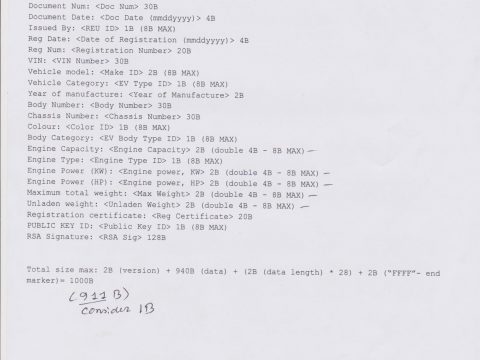 Document Num: <Doc Num> 30B
Document Date: <Doc Date (mmddyyyy)> 4B
Issued By: <REU ID> 1B (8B MAX)
Reg Date: <Date of Registration (mmddyyyy)> 4B
Reg Num: <Registration Number> 20B
VIN: <VIN Number> 30B
Vehicle model: <Make ID> 2B (8B MAX)
Vehicle Category: <EV Type ID> 1B (8B MAX)
Year of manufacture: <Year of Manufacture> 2B
Body Number: <Body Number> 30B
Chassis Number: <Chassis Number> 30B
Colour: <Color ID> 1B (8B MAX)
Body Category: <EV Body Type ID> 1B (8B MAX)
Engine Capacity: <Engine Capacity> 2B (double 4B - 8B MAX) —
Engine Type: <Engine Type ID> 1B (8B MAX)
Engine Power (KW): <Engine power, KW> 2B (double 4B - 8B MAX) —
Engine Power (HP): <Engine power, HP> 2B (double 4B - 8B MAX) —
Maximum total weight: <Max Weight> 2B (double 4B - 8B MAX) —
Unladen weight: <Unladen Weight> 2B (double 4B - 8B MAX) —
Registration certificate: <Reg Certificate> 20B
PUBLIC KEY ID: <Public Key ID> 1B (8B MAX)
RSA Signature: <RSA Sig> 128B
Total size max: 2B (version) + 940B (data) + (2B (data length) * 28) + 2B ("FFFF"- end
marker)= 1000B
(911 B)
consider 1B